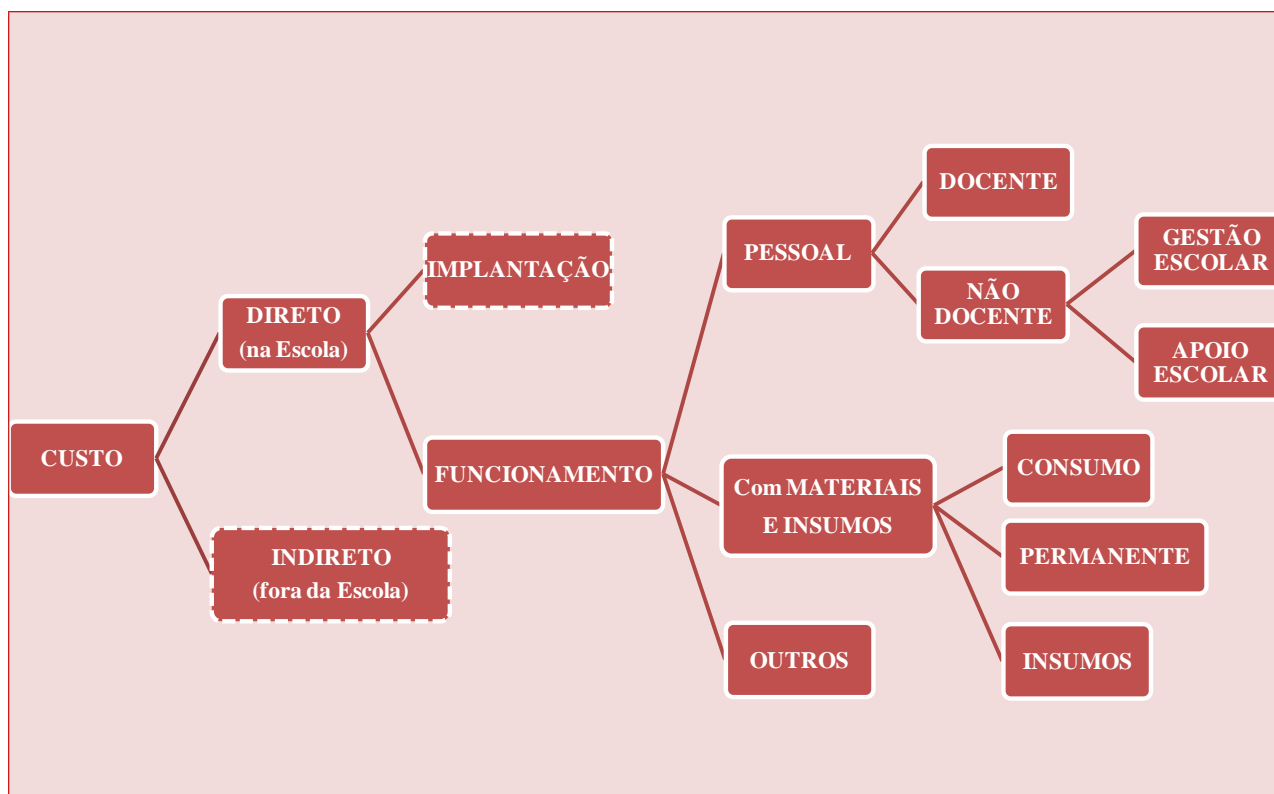 CUSTO
DIRETO
(na Escola)
INDIRETO
(fora da Escola)
IMPLANTAÇÃO
FUNCIONAMENTO
PESSOAL
Com MATERIAIS
E INSUMOS
OUTROS
DOCENTE
NÃO
DOCENTE
GESTÃO
ESCOLAR
APOIO
ESCOLAR
CONSUMO
PERMANENTE
INSUMOS